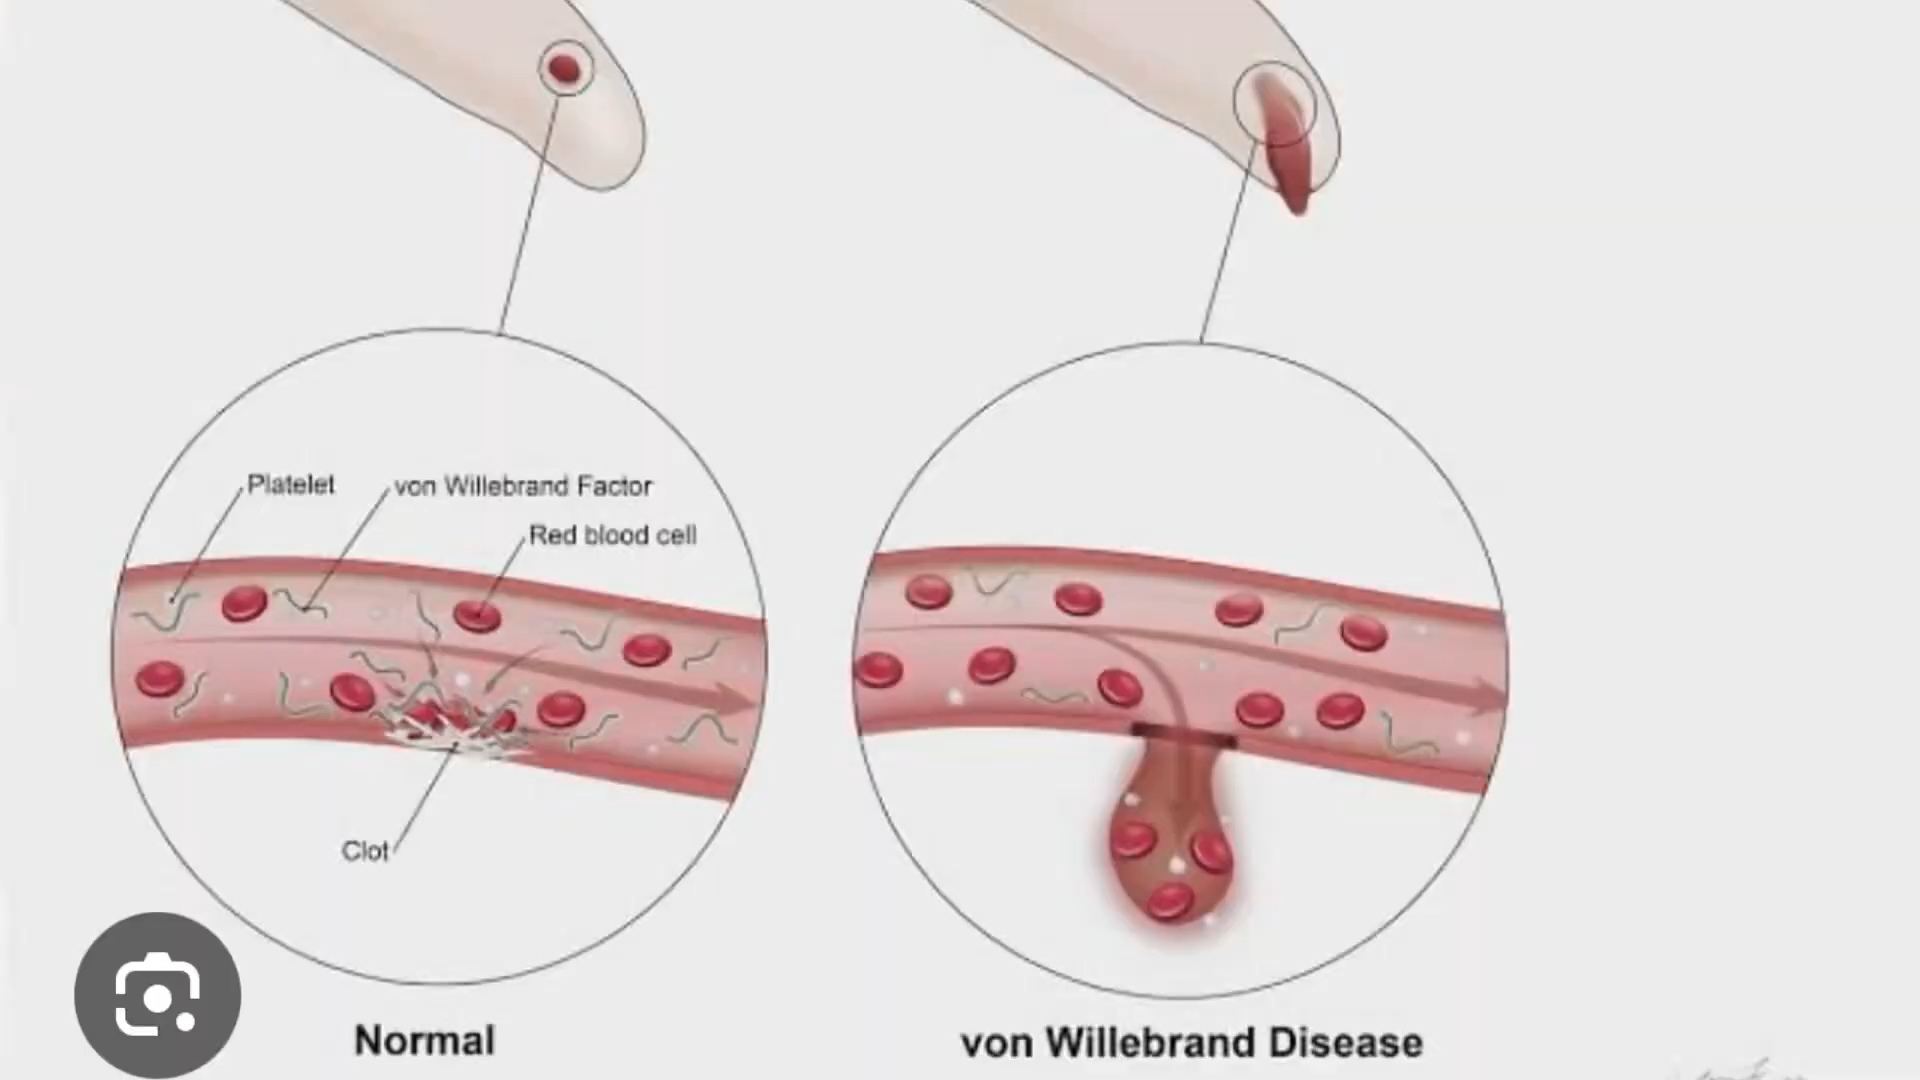 Platelet
von Willebrand Factor
Red blood cell
Clot
Normal
von Willebrand Disease